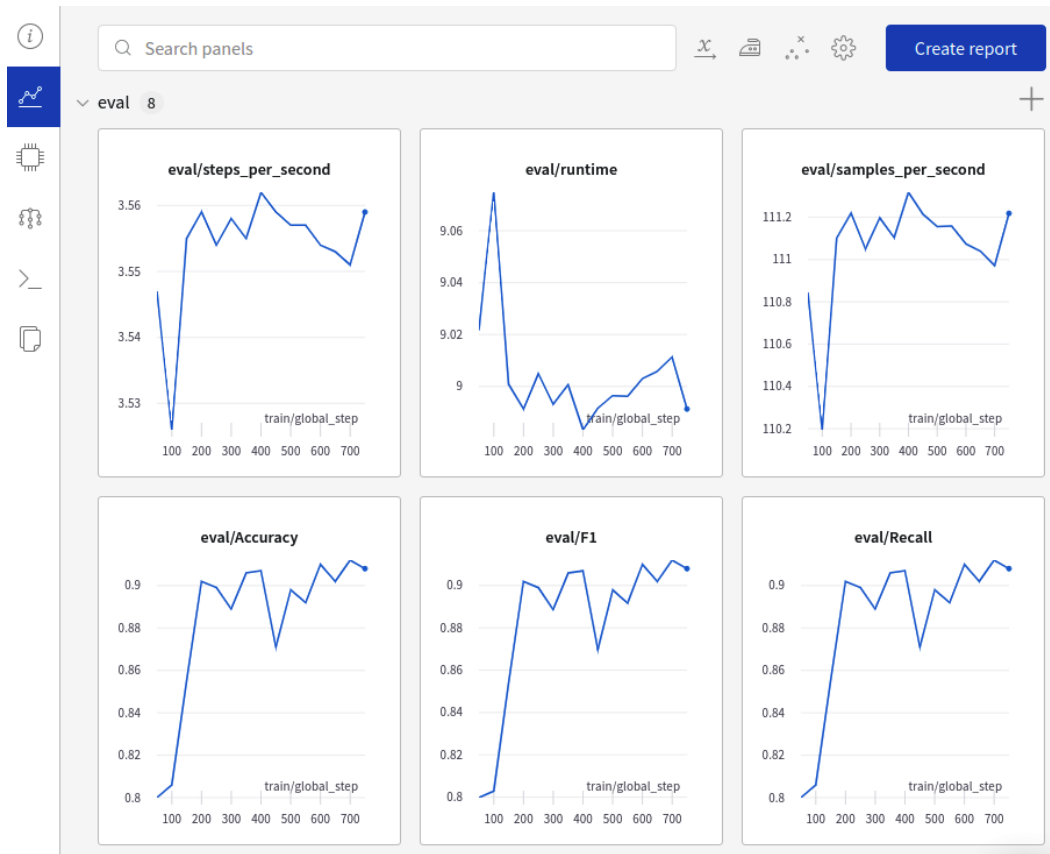 Search panels
Create report
eval 8
eval/steps_per_second
3.56
3.55
3.54
3.53
train/global_step
100 200 300 400 500 600 700
eval/runtime
9.06
9.04
9.02
9
train/global_step
100 200 300 400 500 600 700
eval/samples_per_second
111.2
111
110.8
110.6
110.4
110.2
train/global_step
100 200 300 400 500 600 700
eval/Accuracy
0.9
0.88
0.86
0.84
0.82
0.8
train/global_step
100 200 300 400 500 600 700
eval/F1
0.9
0.88
0.86
0.84
0.82
0.8
train/global_step
100 200 300 400 500 600 700
eval/Recall
0.9
0.88
0.86
0.84
0.82
0.8
train/global_step
100 200 300 400 500 600 700